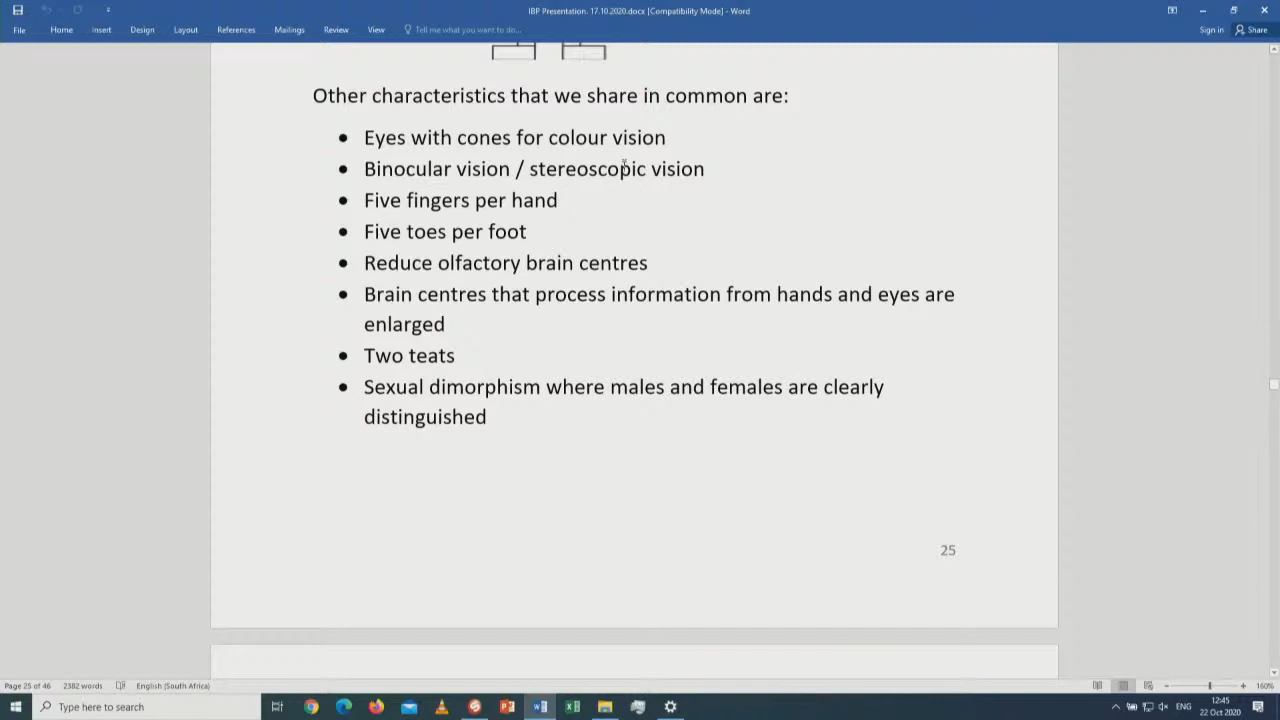 IBP Presentation. 17.10.2020.docx [Compatibility Mode] - Word
File Home Insert Design Layout References Mailings Review View Tell me what you want to do... Sign in Share
Other characteristics that we share in common are:
Eyes with cones for colour vision
Binocular vision / stereoscopic vision
Five fingers per hand
Five toes per foot
Reduce olfactory brain centres
Brain centres that process information from hands and eyes are
enlarged
Two teats
Sexual dimorphism where males and females are clearly
distinguished
25
Page 25 of 46 2382 words English (South Africa) 160%
Type here to search ENG 12:45
22 Oct 2020